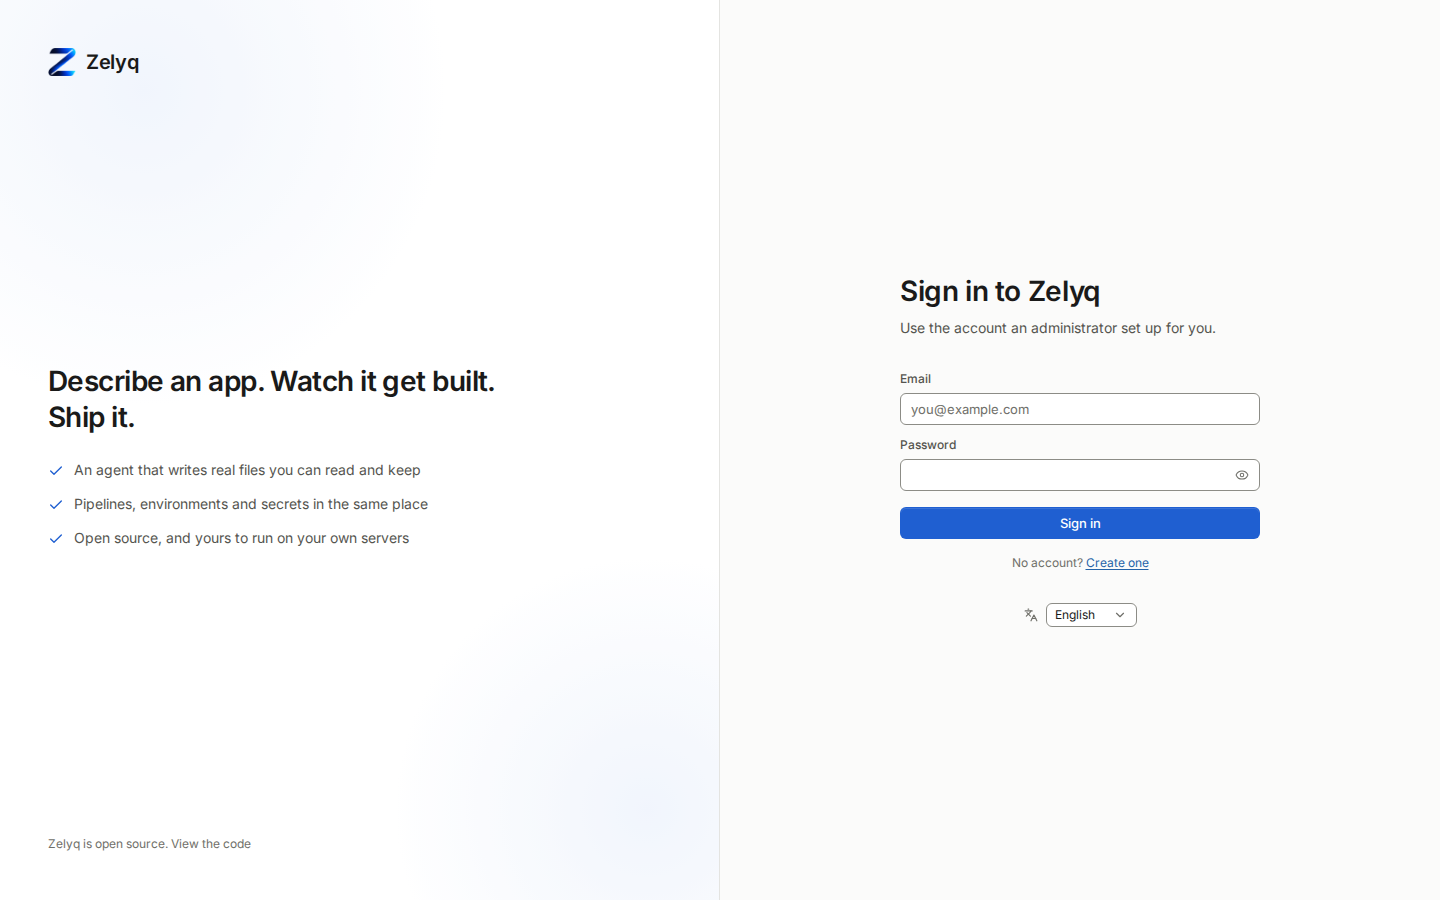 Zelyq
Describe an app. Watch it get built.
Ship it.
An agent that writes real files you can read and keep
Pipelines, environments and secrets in the same place
Open source, and yours to run on your own servers
Zelyq is open source. View the code
Sign in to Zelyq
Use the account an administrator set up for you.
Email
you@example.com
Password
Sign in
No account? Create one
English